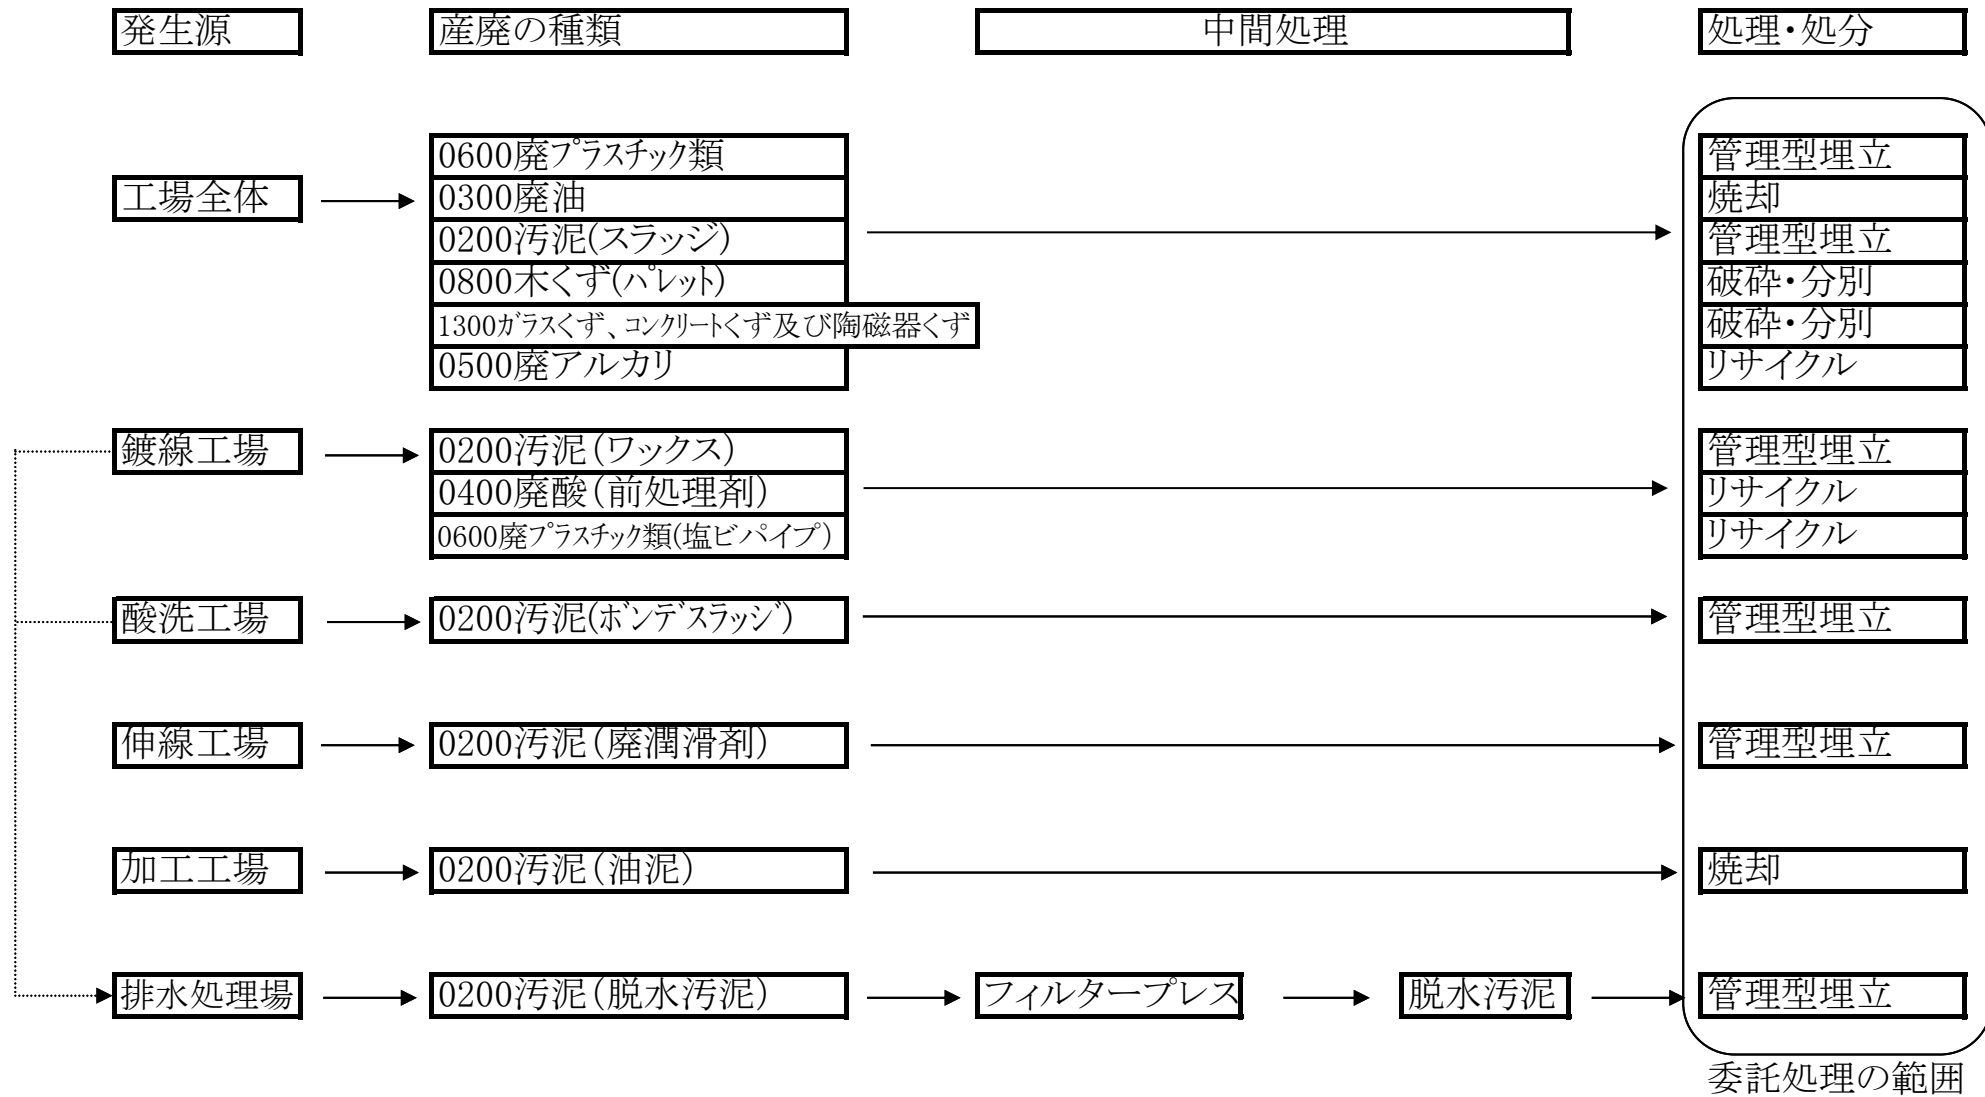 発生源
産廃の種類
中間処理
処理・処分
工場全体
0600廃プラスチック類
管理型埋立
0300廃油
焼却
0200汚泥(スラッジ)
管理型埋立
0800木くず(パレット)
破砕・分別
1300ガラスくず、コンクリートくず及び陶磁器くず
破砕・分別
0500廃アルカリ
リサイクル
鍍線工場
0200汚泥(ワックス)
管理型埋立
0400廃酸(前処理剤)
リサイクル
0600廃プラスチック類(塩ビパイプ)
リサイクル
酸洗工場
0200汚泥(ボンデスラッジ)
管理型埋立
伸線工場
0200汚泥(廃潤滑剤)
管理型埋立
加工工場
0200汚泥(油泥)
焼却
排水処理場
0200汚泥(脱水汚泥)
フィルタープレス
脱水汚泥
管理型埋立
委託処理の範囲